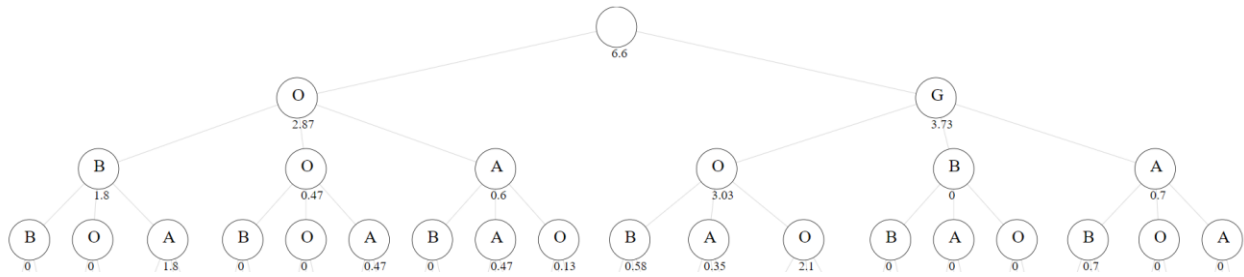 6.6
O G
2.87 3.73
B O A O B A
1.8 0.47 0.6 3.03 0 0.7
B O A B O A B A O B A O B A O B O A
0 0 1.8 0 0 0.47 0 0.47 0.13 0.58 0.35 2.1 0 0 0 0.7 0 0